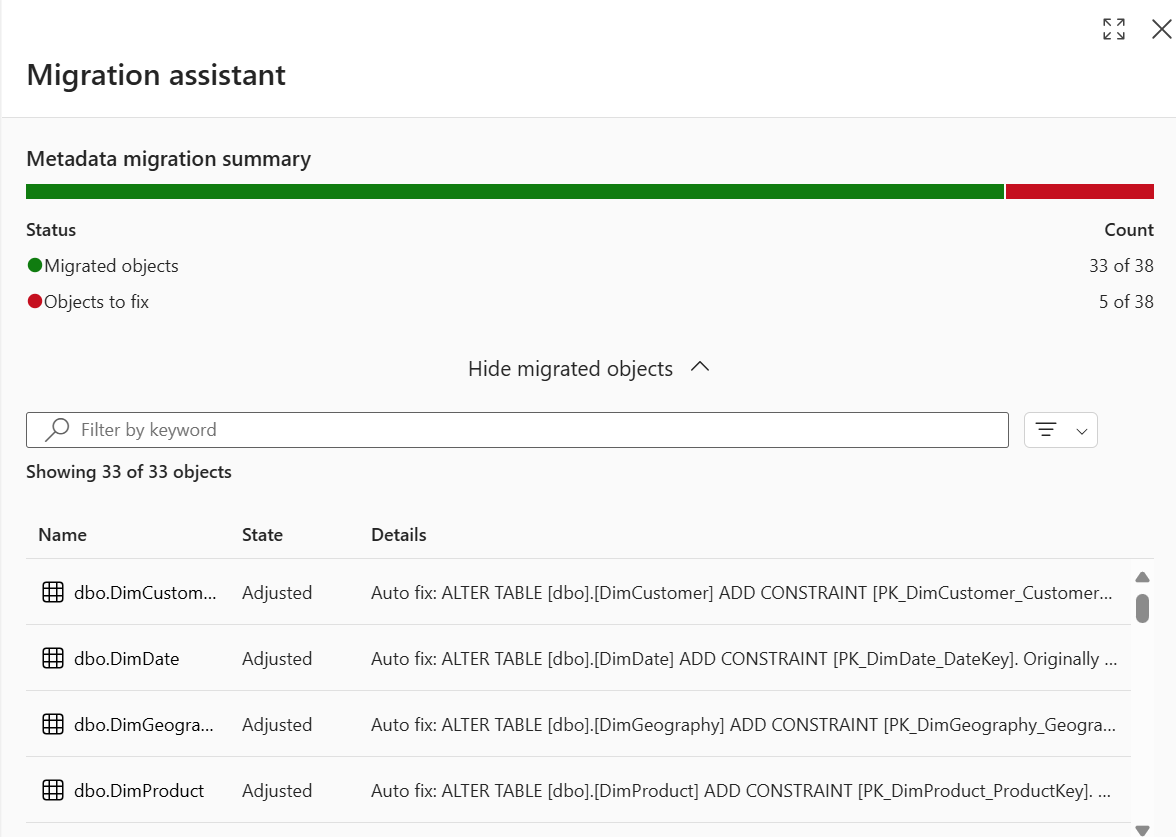 Migration assistant
Metadata migration summary
Status Count
Migrated objects 33 of 38
Objects to fix 5 of 38
Hide migrated objects
Filter by keyword
Showing 33 of 33 objects
Name State Details
dbo.DimCustom... Adjusted Auto fix: ALTER TABLE [dbo].[DimCustomer] ADD CONSTRAINT [PK_DimCustomer_Customer...
dbo.DimDate Adjusted Auto fix: ALTER TABLE [dbo].[DimDate] ADD CONSTRAINT [PK_DimDate_DateKey]. Originally ...
dbo.DimGeogra... Adjusted Auto fix: ALTER TABLE [dbo].[DimGeography] ADD CONSTRAINT [PK_DimGeography_Geogra...
dbo.DimProduct Adjusted Auto fix: ALTER TABLE [dbo].[DimProduct] ADD CONSTRAINT [PK_DimProduct_ProductKey]. ...